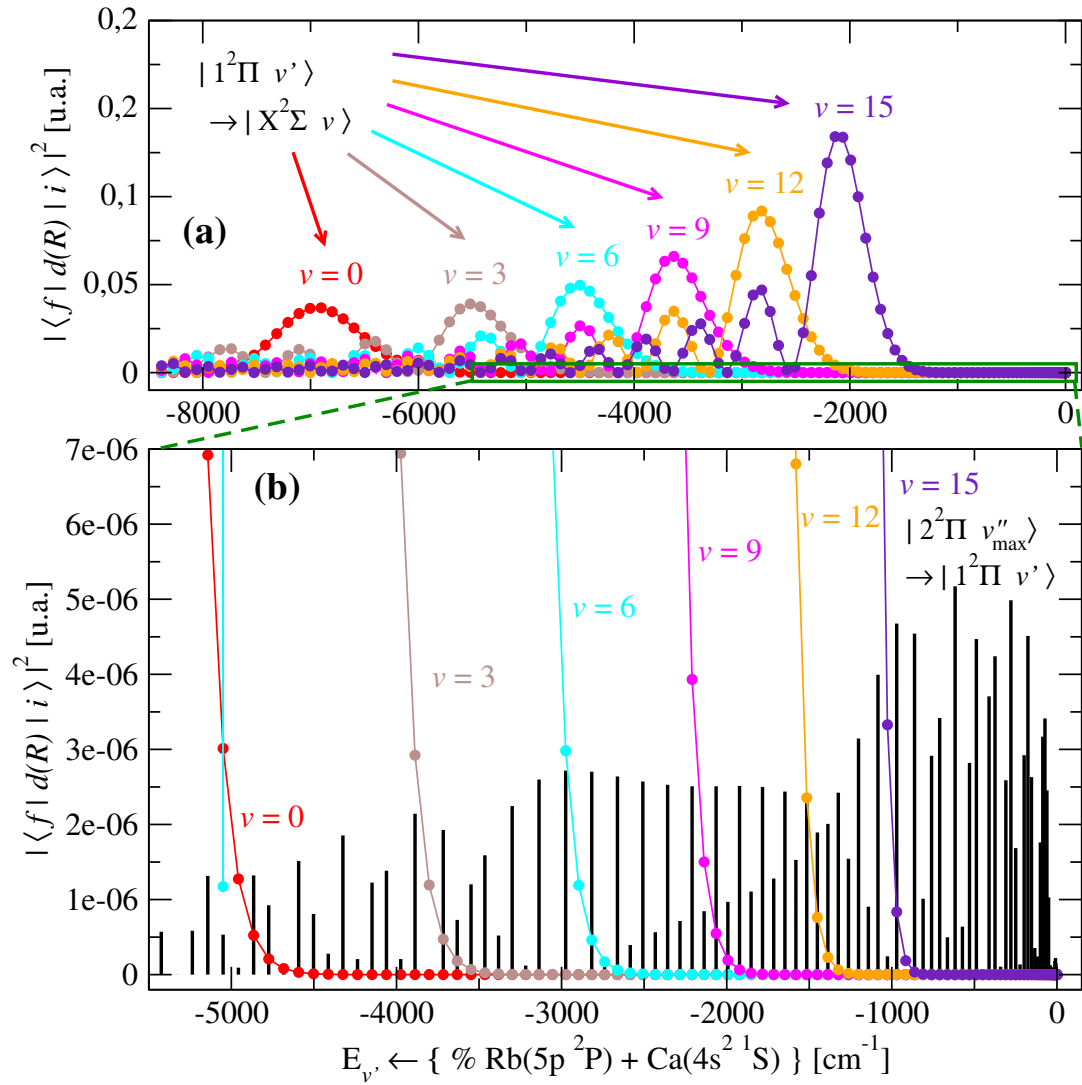 0,2
| 1²Π v' ⟩
→ | X²Σ v ⟩
v = 15
0,2
v = 12
(a)
v = 9
0,1
v = 6
v = 3
v = 0
0,05
0
| ⟨ f | d(R) | i ⟩ |² [u.a.]
-8000 -6000 -4000 -2000 0
7e-06
(b)
v = 15
6e-06
v = 12
| 2²Π v''max ⟩
→ | 1²Π v' ⟩
v = 9
5e-06
v = 6
4e-06
v = 3
3e-06
v = 0
2e-06
1e-06
0
| ⟨ f | d(R) | i ⟩ |² [u.a.]
-5000 -4000 -3000 -2000 -1000 0
E_v' ← { % Rb(5p ²P) + Ca(4s² ¹S) } [cm⁻¹]